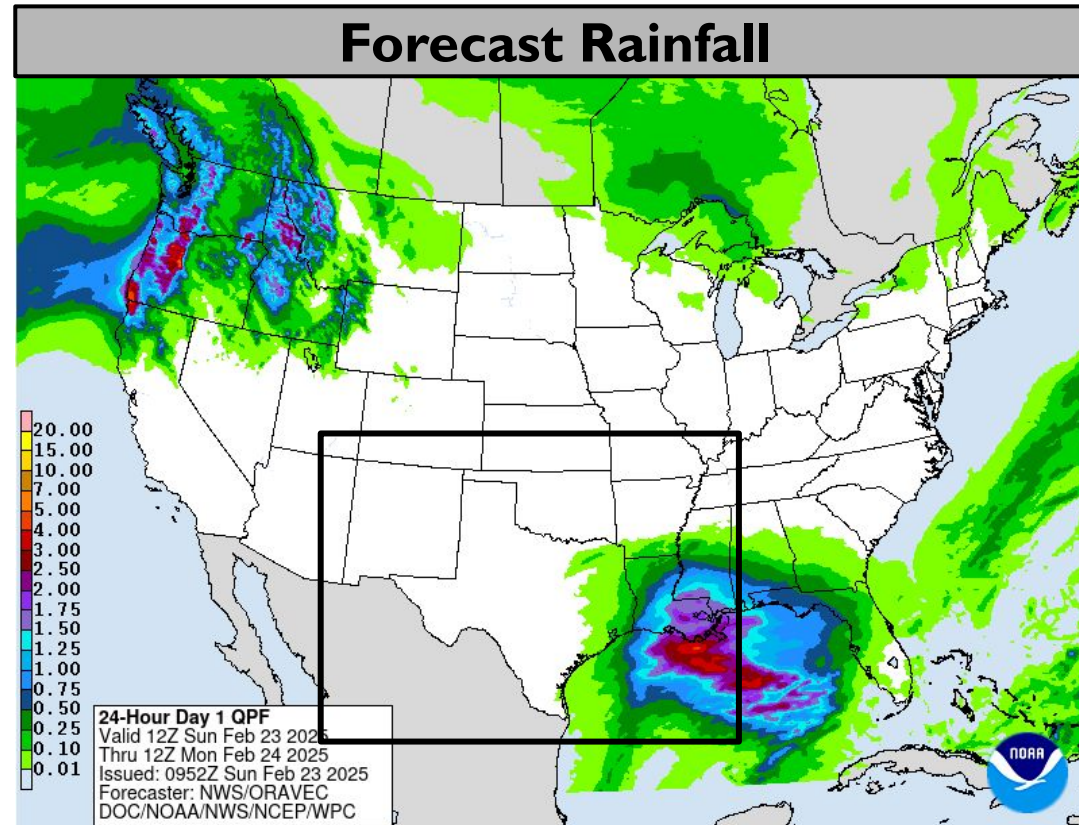 Forecast Rainfall
20.00
15.00
10.00
7.00
5.00
4.00
3.00
2.50
2.00
1.75
1.50
1.25
1.00
0.75
0.50
0.25
0.10
0.01
24-Hour Day 1 QPF
Valid 12Z Sun Feb 23 2025
Thru 12Z Mon Feb 24 2025
Issued: 0952Z Sun Feb 23 2025
Forecaster: NWS/ORAVEC
DOC/NOAA/NWS/NCEP/WPC
NOAA